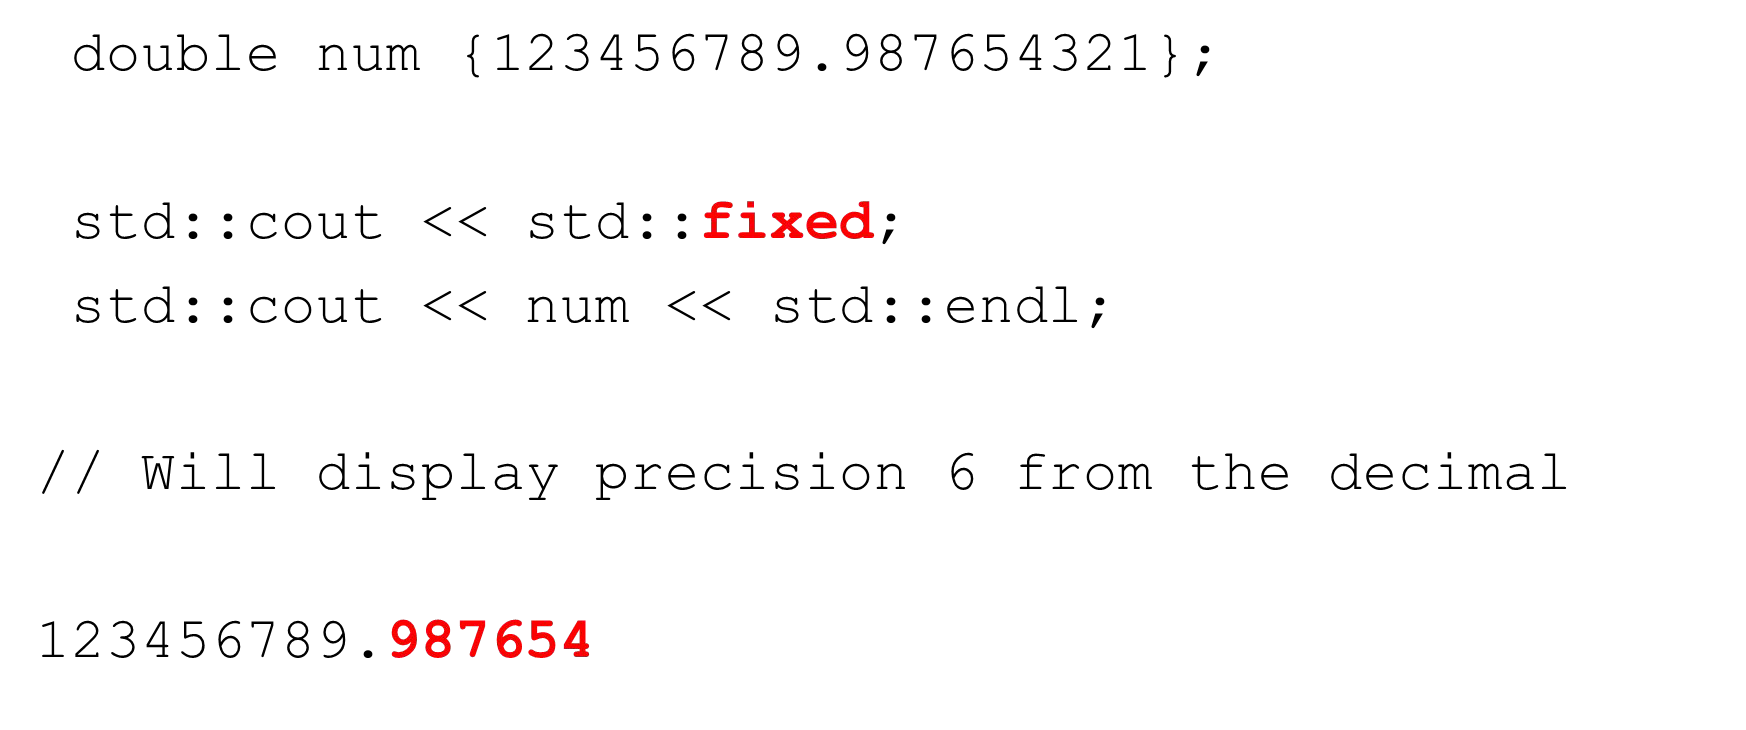 double num {123456789.987654321};
std::cout << std::fixed;
std::cout << num << std::endl;
// Will display precision 6 from the decimal
123456789.987654